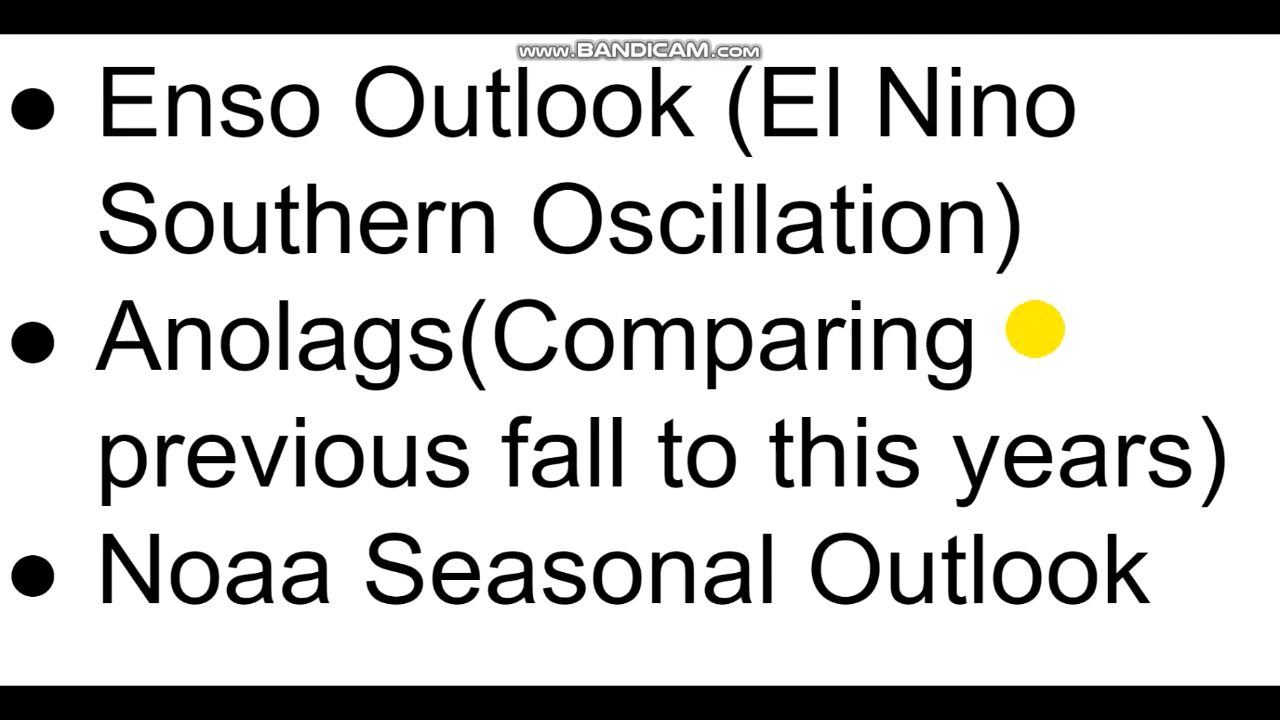 www.BANDICAM.com
● Enso Outlook (El Nino
Southern Oscillation)
● Anolags(Comparing
previous fall to this years)
● Noaa Seasonal Outlook